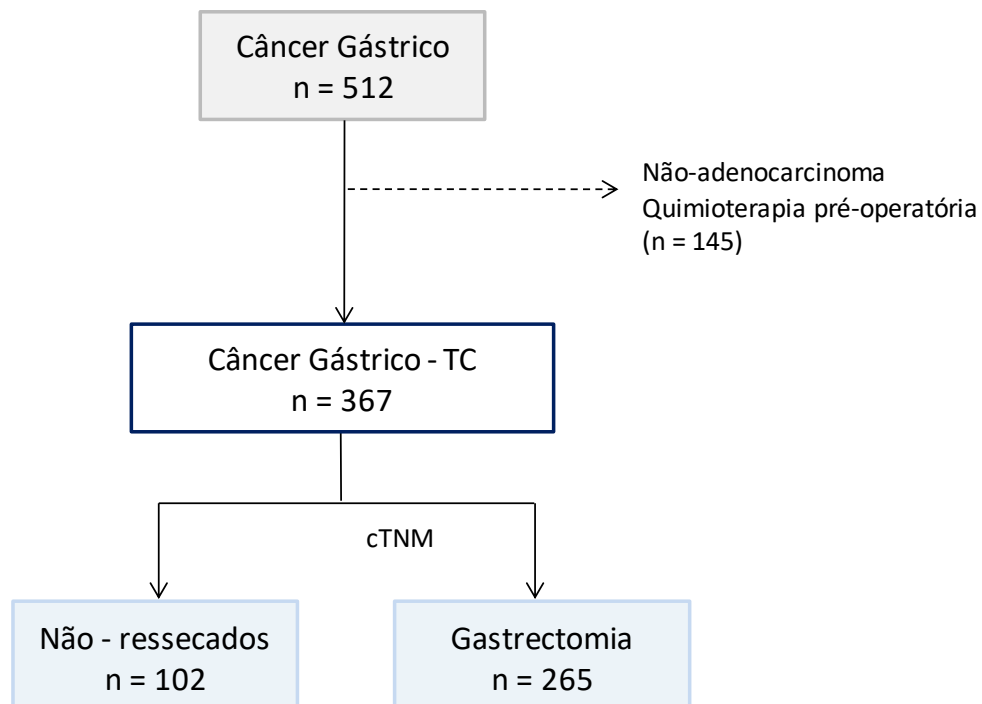 Câncer Gástrico
n = 512
Não-adenocarcinoma
Quimioterapia pré-operatória
(n = 145)
Câncer Gástrico - TC
n = 367
cTNM
Não - ressecados
n = 102
Gastrectomia
n = 265